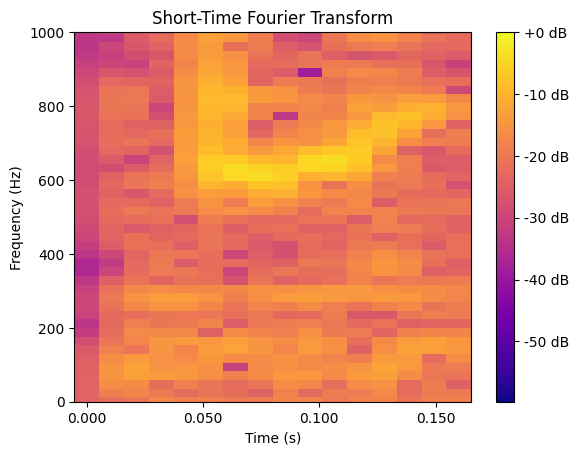 Short-Time Fourier Transform
Frequency (Hz)
1000
800
600
400
200
0
0.000
0.050
0.100
0.150
Time (s)
+0 dB
-10 dB
-20 dB
-30 dB
-40 dB
-50 dB